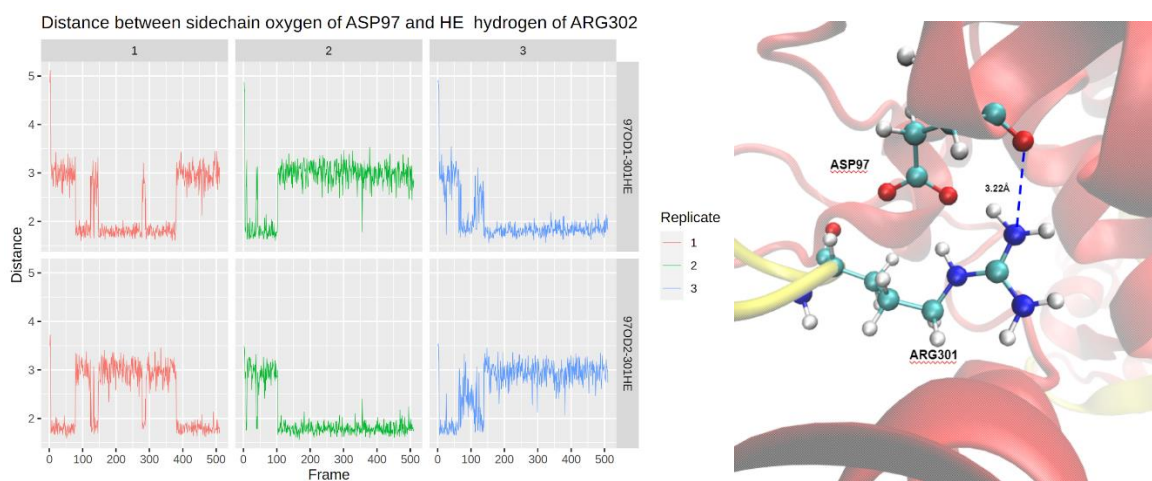 Distance between sidechain oxygen of ASP97 and HE hydrogen of ARG302
1
2
3
5
4
3
2
97OD1-301HE
5
4
3
2
97OD2-301HE
Distance
0 100 200 300 400 500
0 100 200 300 400 500
0 100 200 300 400 500
Frame
Replicate
1
2
3
ASP97
3.22Å
ARG301